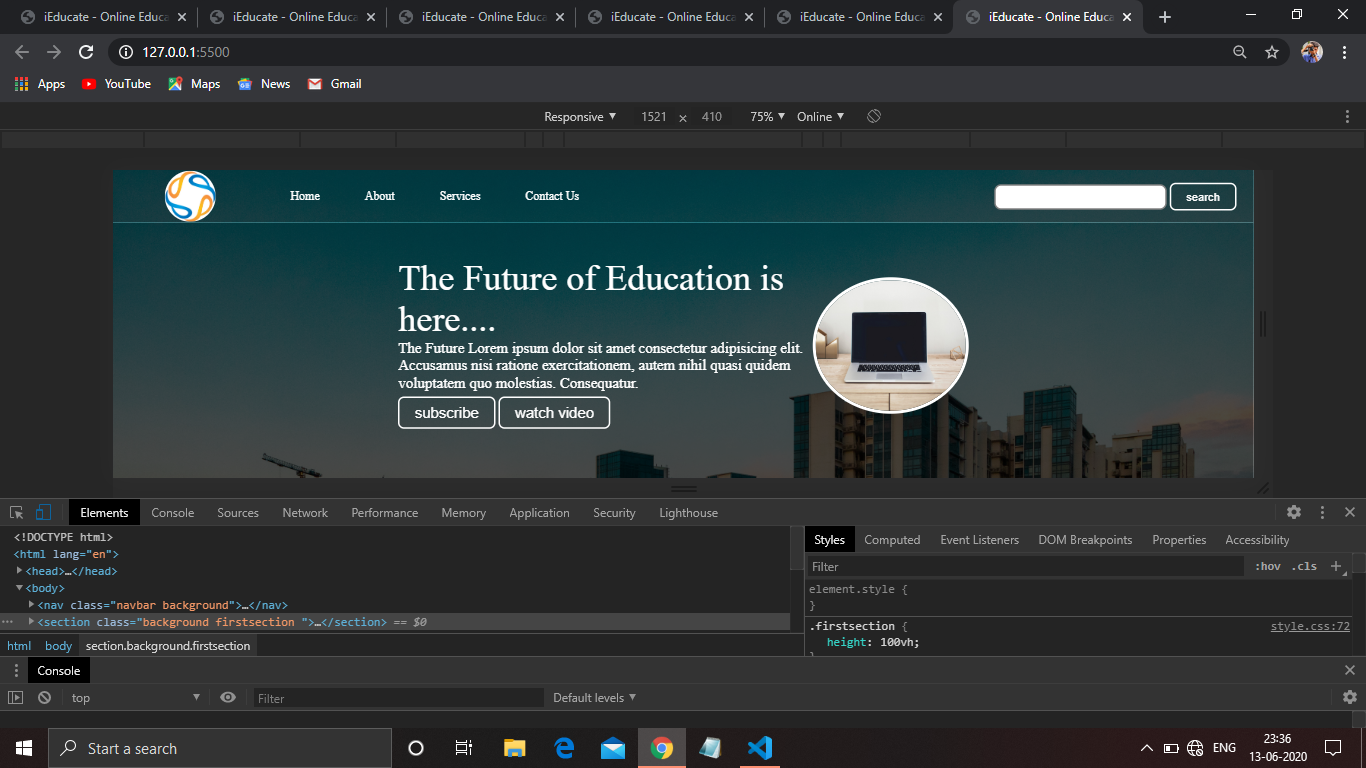 iEducate - Online Educa iEducate - Online Educa iEducate - Online Educa iEducate - Online Educa iEducate - Online Educa iEducate - Online Educa
127.0.0.1:5500
Apps YouTube Maps News Gmail
Responsive 1521 × 410 75% Online
Home About Services Contact Us search
The Future of Education is
here....
The Future Lorem ipsum dolor sit amet consectetur adipisicing elit.
Accusamus nisi ratione exercitationem, autem nihil quasi quidem
voluptatem quo molestias. Consequatur.
subscribe watch video
Elements Console Sources Network Performance Memory Application Security Lighthouse
<!DOCTYPE html>
<html lang="en">
<head>…</head>
<body>
<nav class="navbar background">…</nav>
<section class="background firstsection ">…</section> == $0
html body section.background.firstsection
Styles Computed Event Listeners DOM Breakpoints Properties Accessibility
Filter :hov .cls +
element.style {
}
.firstsection { style.css:72
height: 100vh;
}
Console
top Filter Default levels
Start a search
ENG 23:36
13-06-2020